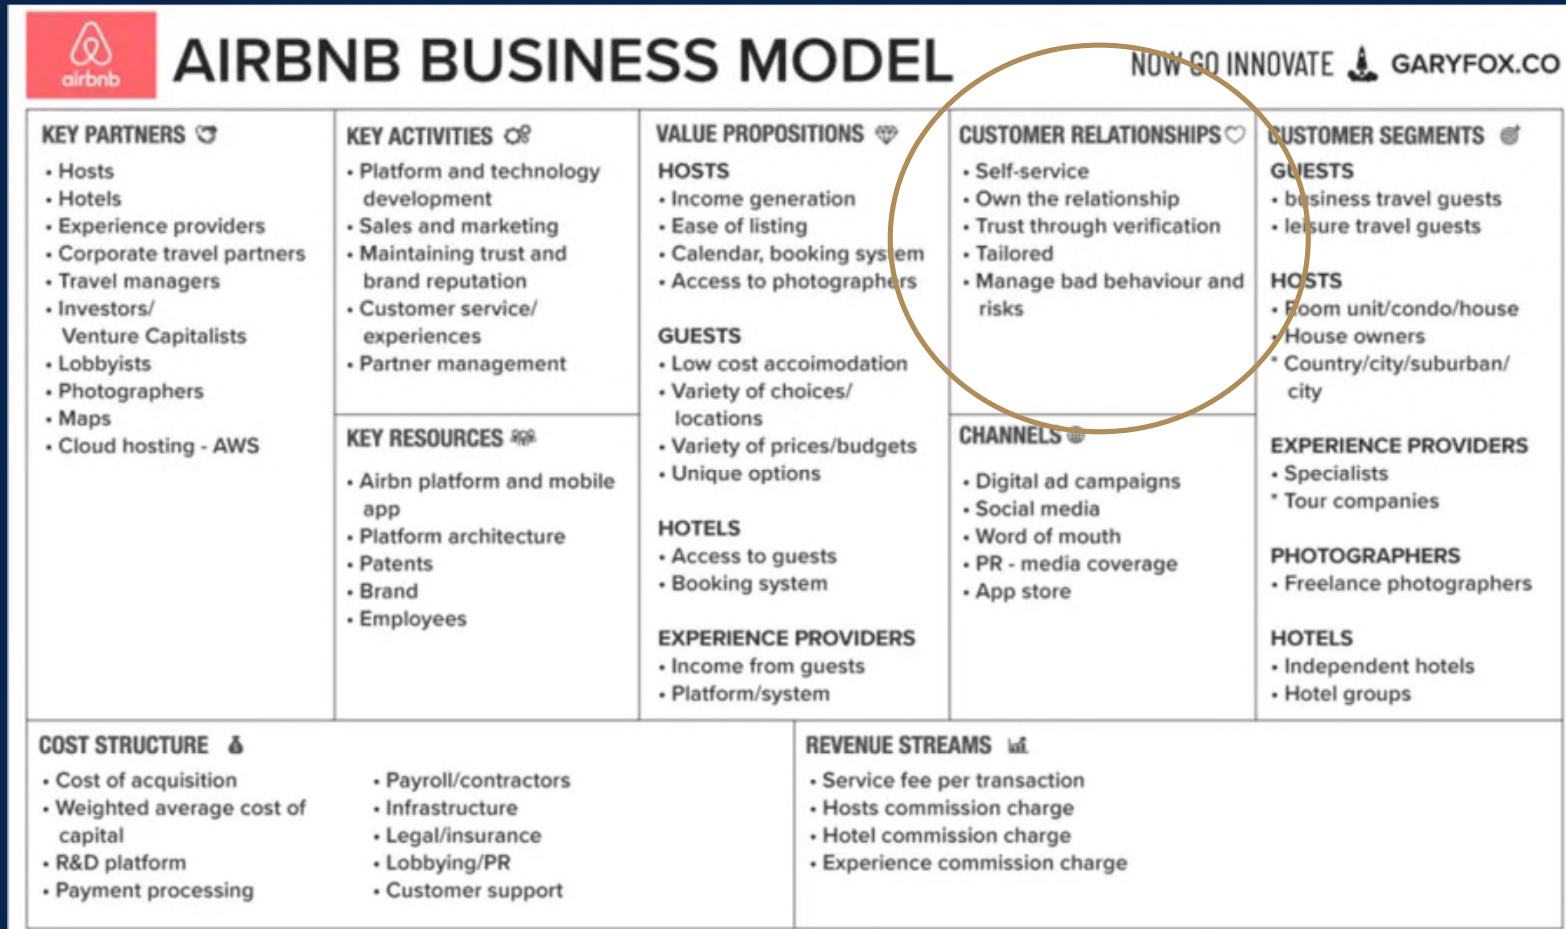 airbnb
AIRBNB BUSINESS MODEL
NOW GO INNOVATE
GARYFOX.CO
KEY PARTNERS
• Hosts
• Hotels
• Experience providers
• Corporate travel partners
• Travel managers
• Investors/
Venture Capitalists
• Lobbyists
• Photographers
• Maps
• Cloud hosting - AWS
KEY ACTIVITIES
• Platform and technology
development
• Sales and marketing
• Maintaining trust and
brand reputation
• Customer service/
experiences
• Partner management
KEY RESOURCES
• Airbn platform and mobile
app
• Platform architecture
• Patents
• Brand
• Employees
VALUE PROPOSITIONS
HOSTS
• Income generation
• Ease of listing
• Calendar, booking system
• Access to photographers
GUESTS
• Low cost accoimodation
• Variety of choices/
locations
• Variety of prices/budgets
• Unique options
HOTELS
• Access to guests
• Booking system
EXPERIENCE PROVIDERS
• Income from guests
• Platform/system
CUSTOMER RELATIONSHIPS
• Self-service
• Own the relationship
• Trust through verification
• Tailored
• Manage bad behaviour and
risks
CHANNELS
• Digital ad campaigns
• Social media
• Word of mouth
• PR - media coverage
• App store
CUSTOMER SEGMENTS
GUESTS
• business travel guests
• leisure travel guests
HOSTS
• Room unit/condo/house
• House owners
* Country/city/suburban/
city
EXPERIENCE PROVIDERS
• Specialists
* Tour companies
PHOTOGRAPHERS
• Freelance photographers
HOTELS
• Independent hotels
• Hotel groups
COST STRUCTURE
• Cost of acquisition
• Weighted average cost of
capital
• R&D platform
• Payment processing
• Payroll/contractors
• Infrastructure
• Legal/insurance
• Lobbying/PR
• Customer support
REVENUE STREAMS
• Service fee per transaction
• Hosts commission charge
• Hotel commission charge
• Experience commission charge